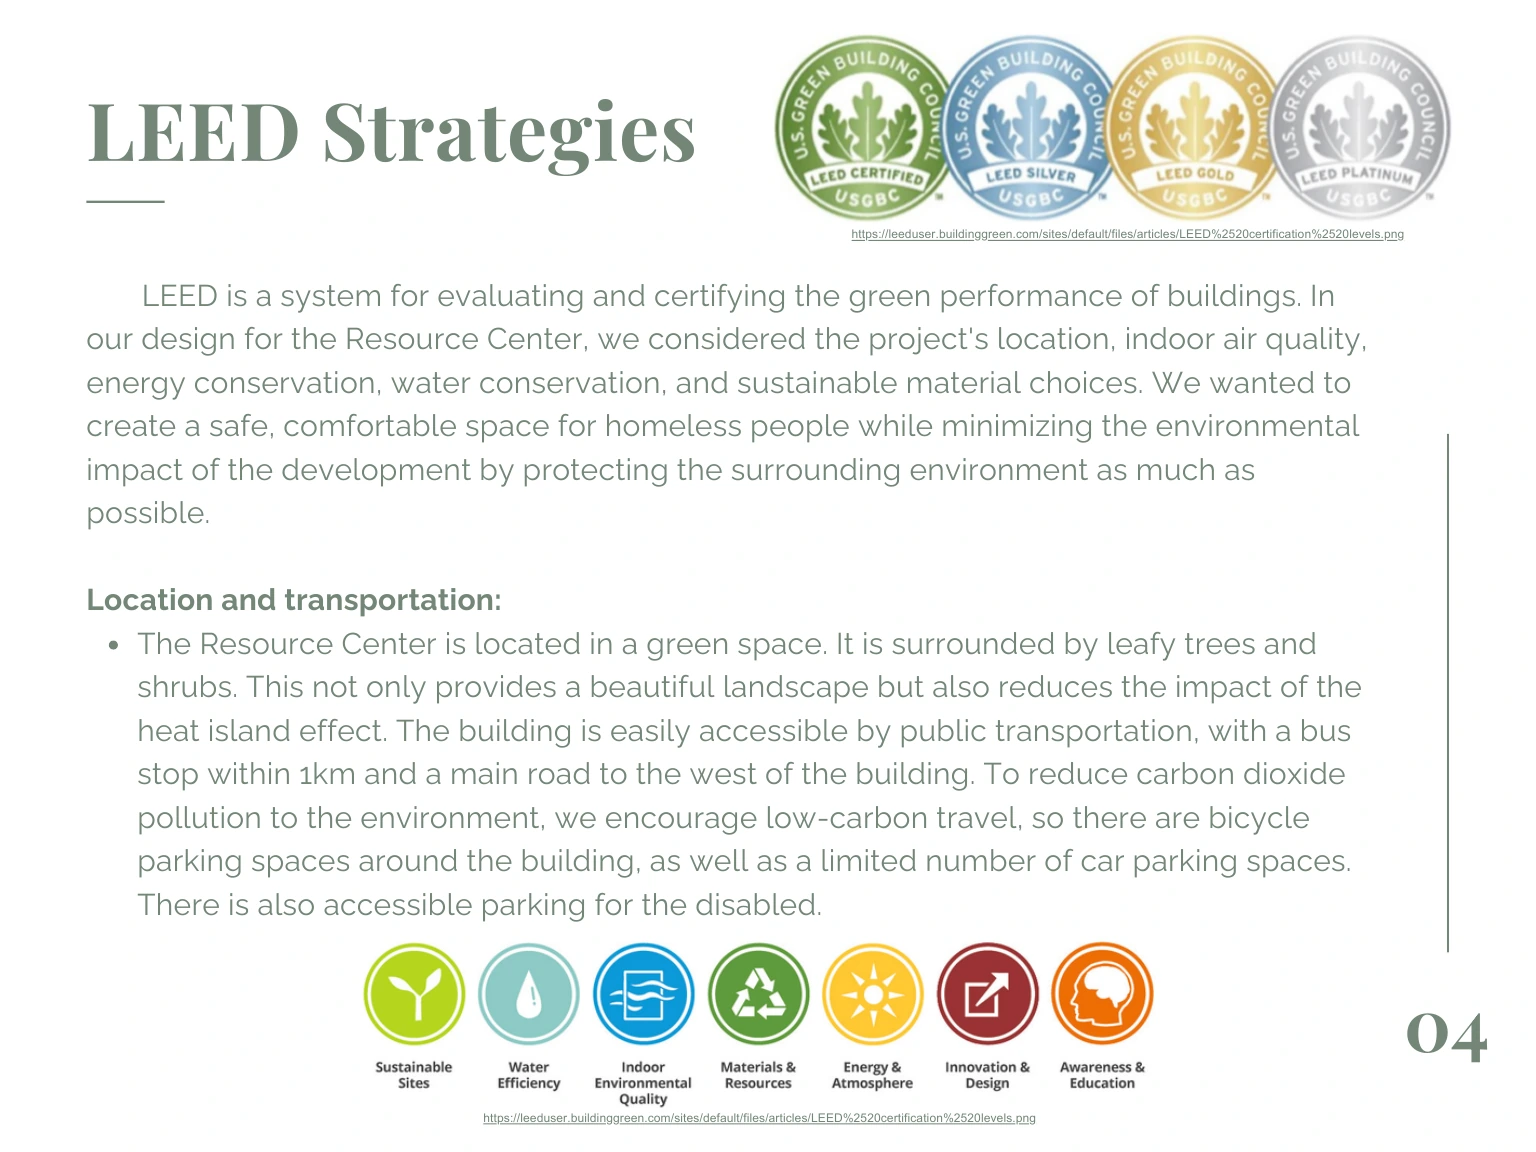 LEED Strategies
U.S. GREEN BUILDING COUNCIL
LEED CERTIFIED
USGBC
U.S. GREEN BUILDING COUNCIL
LEED SILVER
USGBC
U.S. GREEN BUILDING COUNCIL
LEED GOLD
USGBC
U.S. GREEN BUILDING COUNCIL
LEED PLATINUM
USGBC
https://leeduser.buildinggreen.com/sites/default/files/articles/LEED%2520certification%2520levels.png
LEED is a system for evaluating and certifying the green performance of buildings. In
our design for the Resource Center, we considered the project's location, indoor air quality,
energy conservation, water conservation, and sustainable material choices. We wanted to
create a safe, comfortable space for homeless people while minimizing the environmental
impact of the development by protecting the surrounding environment as much as
possible.
Location and transportation:
• The Resource Center is located in a green space. It is surrounded by leafy trees and
shrubs. This not only provides a beautiful landscape but also reduces the impact of the
heat island effect. The building is easily accessible by public transportation, with a bus
stop within 1km and a main road to the west of the building. To reduce carbon dioxide
pollution to the environment, we encourage low-carbon travel, so there are bicycle
parking spaces around the building, as well as a limited number of car parking spaces.
There is also accessible parking for the disabled.
Sustainable
Sites
Water
Efficiency
Indoor
Environmental
Quality
Materials &
Resources
Energy &
Atmosphere
Innovation &
Design
Awareness &
Education
https://leeduser.buildinggreen.com/sites/default/files/articles/LEED%2520certification%2520levels.png
04